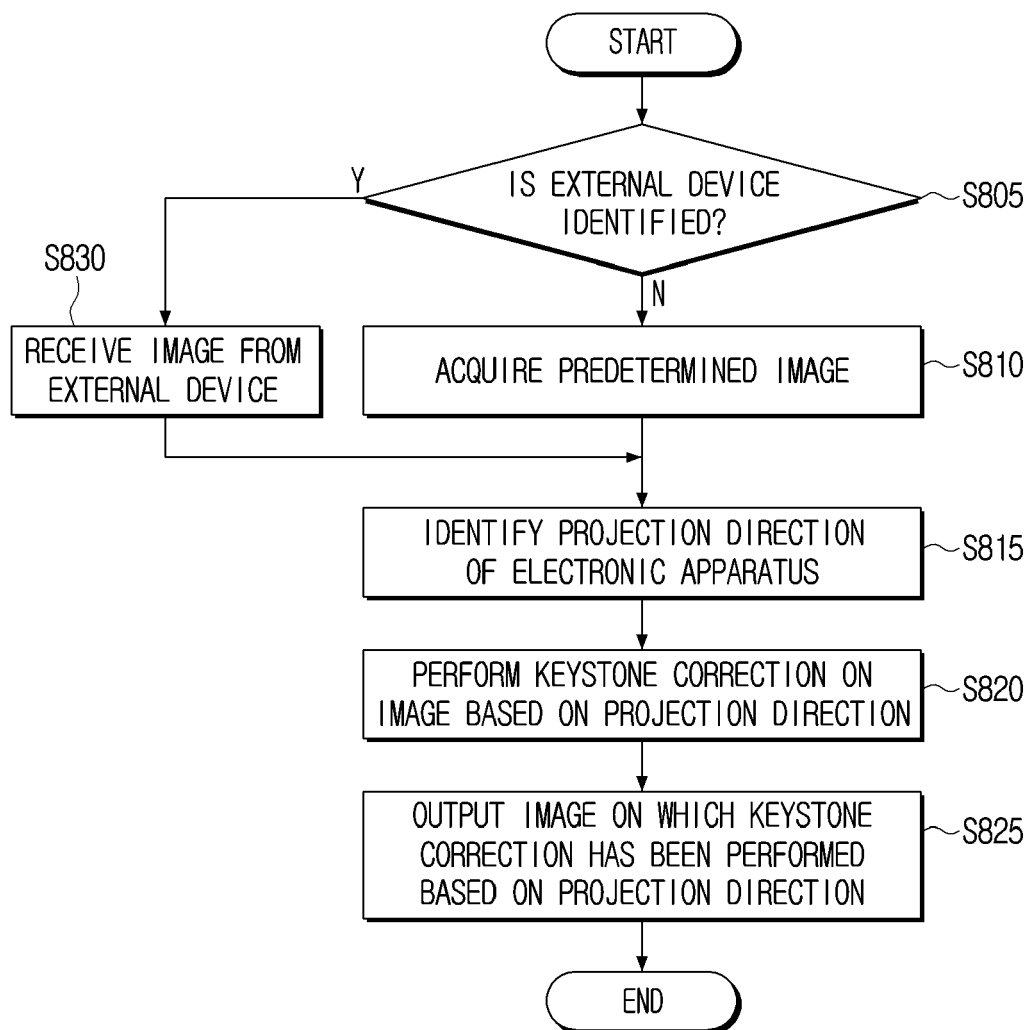 START
IS EXTERNAL DEVICE
IDENTIFIED?
S805
Y
N
S830
RECEIVE IMAGE FROM
EXTERNAL DEVICE
ACQUIRE PREDETERMINED IMAGE
S810
IDENTIFY PROJECTION DIRECTION
OF ELECTRONIC APPARATUS
S815
PERFORM KEYSTONE CORRECTION ON
IMAGE BASED ON PROJECTION DIRECTION
S820
OUTPUT IMAGE ON WHICH KEYSTONE
CORRECTION HAS BEEN PERFORMED
BASED ON PROJECTION DIRECTION
S825
END